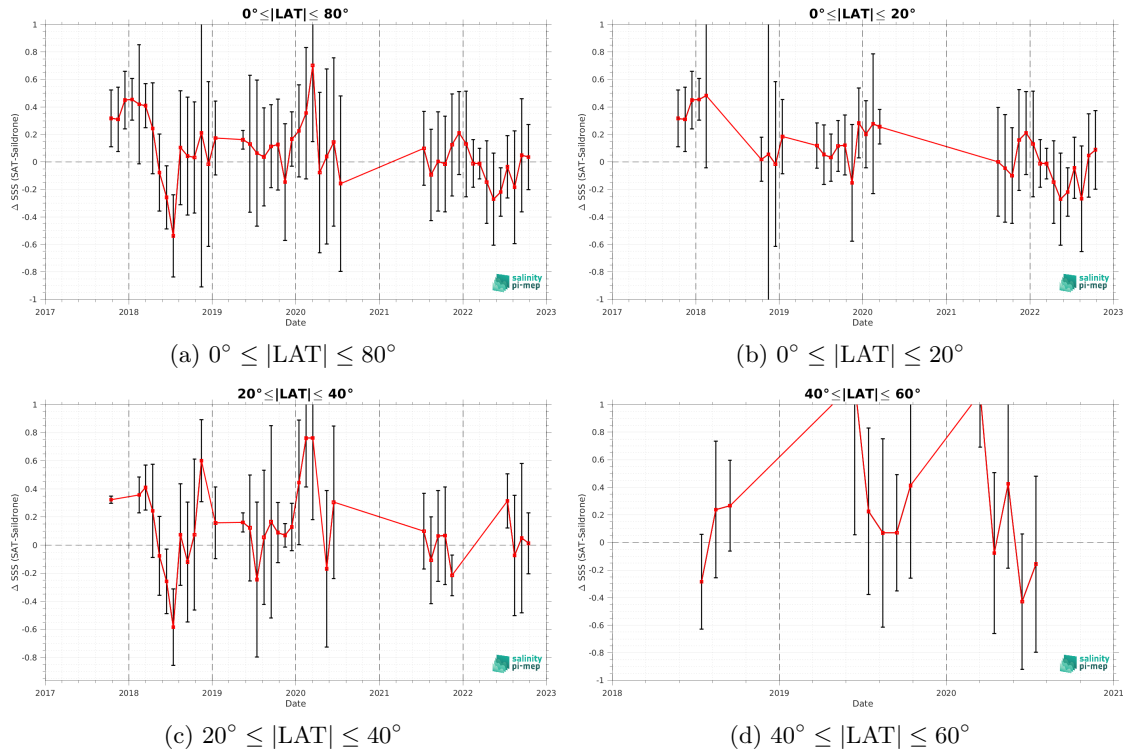 0°≤|LAT|≤ 80°
Δ SSS (SAT-Saildrone)
1
0.8
0.6
0.4
0.2
0
-0.2
-0.4
-0.6
-0.8
-1
2017 2018 2019 2020 2021 2022 2023
Date
salinity
pi-mep
(a) 0° ≤ |LAT| ≤ 80°
0°≤|LAT|≤ 20°
Δ SSS (SAT-Saildrone)
1
0.8
0.6
0.4
0.2
0
-0.2
-0.4
-0.6
-0.8
-1
2017 2018 2019 2020 2021 2022 2023
Date
salinity
pi-mep
(b) 0° ≤ |LAT| ≤ 20°
20°≤|LAT|≤ 40°
Δ SSS (SAT-Saildrone)
1
0.8
0.6
0.4
0.2
0
-0.2
-0.4
-0.6
-0.8
2017 2018 2019 2020 2021 2022 2023
Date
salinity
pi-mep
(c) 20° ≤ |LAT| ≤ 40°
40°≤|LAT|≤ 60°
Δ SSS (SAT-Saildrone)
1
0.8
0.6
0.4
0.2
0
-0.2
-0.4
-0.6
-0.8
-1
2018 2019 2020 2021
Date
salinity
pi-mep
(d) 40° ≤ |LAT| ≤ 60°